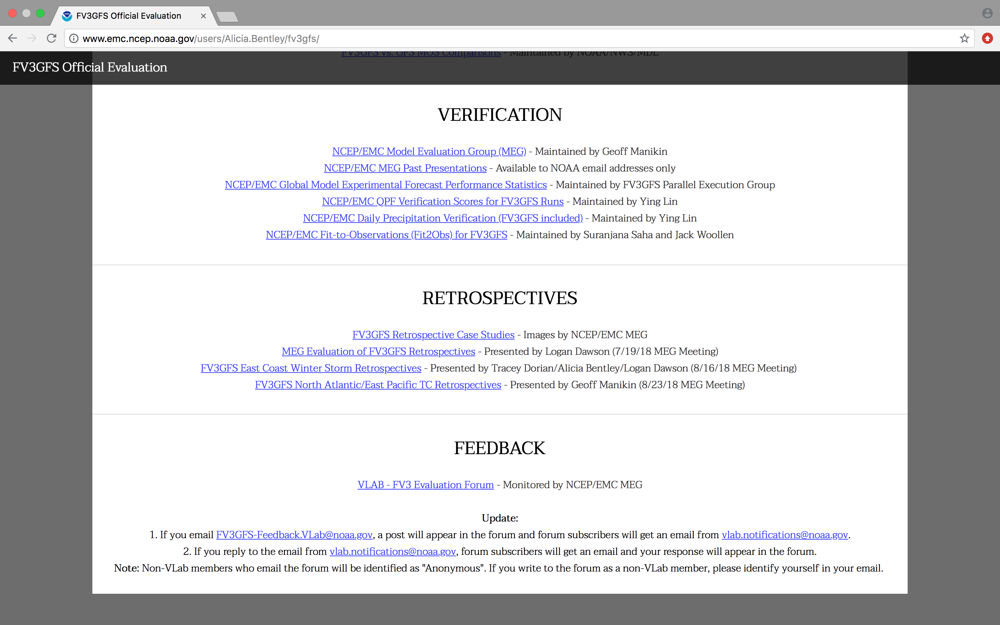 FV3GFS Official Evaluation
www.emc.ncep.noaa.gov/users/Alicia.Bentley/fv3gfs/
FV3GFS vs. GFS MOS Comparisons - Maintained by NOAA/NWS/MDL
FV3GFS Official Evaluation
VERIFICATION
NCEP/EMC Model Evaluation Group (MEG) - Maintained by Geoff Manikin
NCEP/EMC MEG Past Presentations - Available to NOAA email addresses only
NCEP/EMC Global Model Experimental Forecast Performance Statistics - Maintained by FV3GFS Parallel Execution Group
NCEP/EMC QPF Verification Scores for FV3GFS Runs - Maintained by Ying Lin
NCEP/EMC Daily Precipitation Verification (FV3GFS included) - Maintained by Ying Lin
NCEP/EMC Fit-to-Observations (Fit2Obs) for FV3GFS - Maintained by Suranjana Saha and Jack Woollen
RETROSPECTIVES
FV3GFS Retrospective Case Studies - Images by NCEP/EMC MEG
MEG Evaluation of FV3GFS Retrospectives - Presented by Logan Dawson (7/19/18 MEG Meeting)
FV3GFS East Coast Winter Storm Retrospectives - Presented by Tracey Dorian/Alicia Bentley/Logan Dawson (8/16/18 MEG Meeting)
FV3GFS North Atlantic/East Pacific TC Retrospectives - Presented by Geoff Manikin (8/23/18 MEG Meeting)
FEEDBACK
VLAB - FV3 Evaluation Forum - Monitored by NCEP/EMC MEG
Update:
1. If you email FV3GFS-Feedback.VLab@noaa.gov, a post will appear in the forum and forum subscribers will get an email from vlab.notifications@noaa.gov.
2. If you reply to the email from vlab.notifications@noaa.gov, forum subscribers will get an email and your response will appear in the forum.
Note: Non-VLab members who email the forum will be identified as "Anonymous". If you write to the forum as a non-VLab member, please identify yourself in your email.